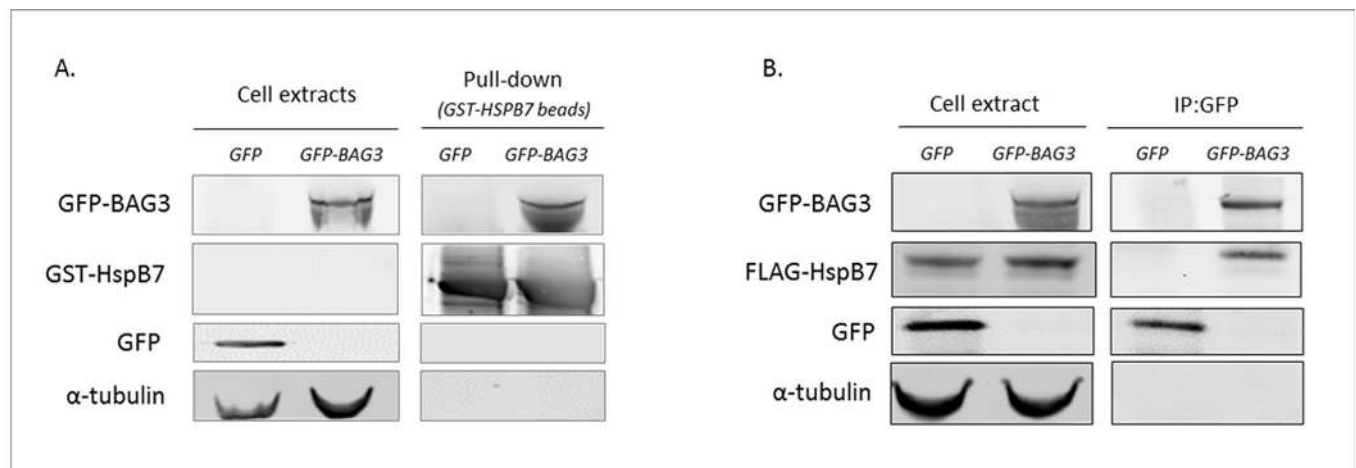 A.
Cell extracts
Pull-down
(GST-HSPB7 beads)
GFP GFP-BAG3 GFP GFP-BAG3
GFP-BAG3
GST-HspB7
GFP
α-tubulin
B.
Cell extract IP:GFP
GFP GFP-BAG3 GFP GFP-BAG3
GFP-BAG3
FLAG-HspB7
GFP
α-tubulin